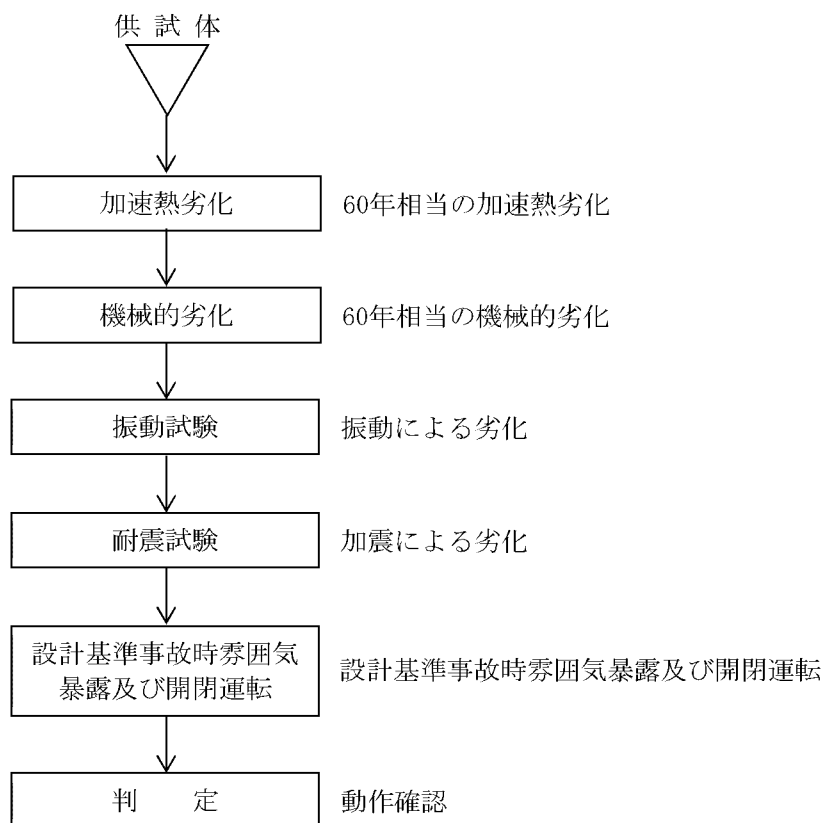 供 試 体
加速熱劣化 60年相当の加速熱劣化
機械的劣化 60年相当の機械的劣化
振動試験 振動による劣化
耐震試験 加震による劣化
設計基準事故時雰囲気
暴露及び開閉運転
設計基準事故時雰囲気暴露及び開閉運転
判 定 動作確認